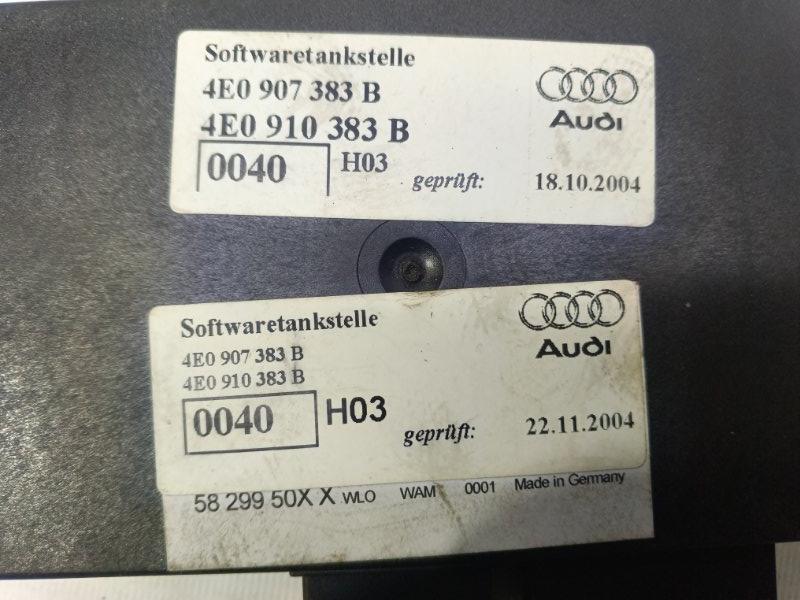 Softwaretankstelle
4E0 907 383 B
4E0 910 383 B
0040 H03
geprüft: 18.10.2004
Audi
Softwaretankstelle
4E0 907 383 B
4E0 910 383 B
0040 H03
geprüft: 22.11.2004
Audi
58 299 50X X WLO WAM 0001 Made in Germany